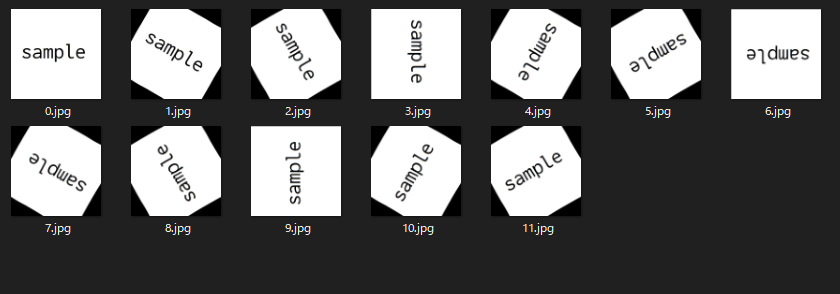 sample sample sample sample sample sample sample
0.jpg 1.jpg 2.jpg 3.jpg 4.jpg 5.jpg 6.jpg
sample sample sample sample sample
7.jpg 8.jpg 9.jpg 10.jpg 11.jpg